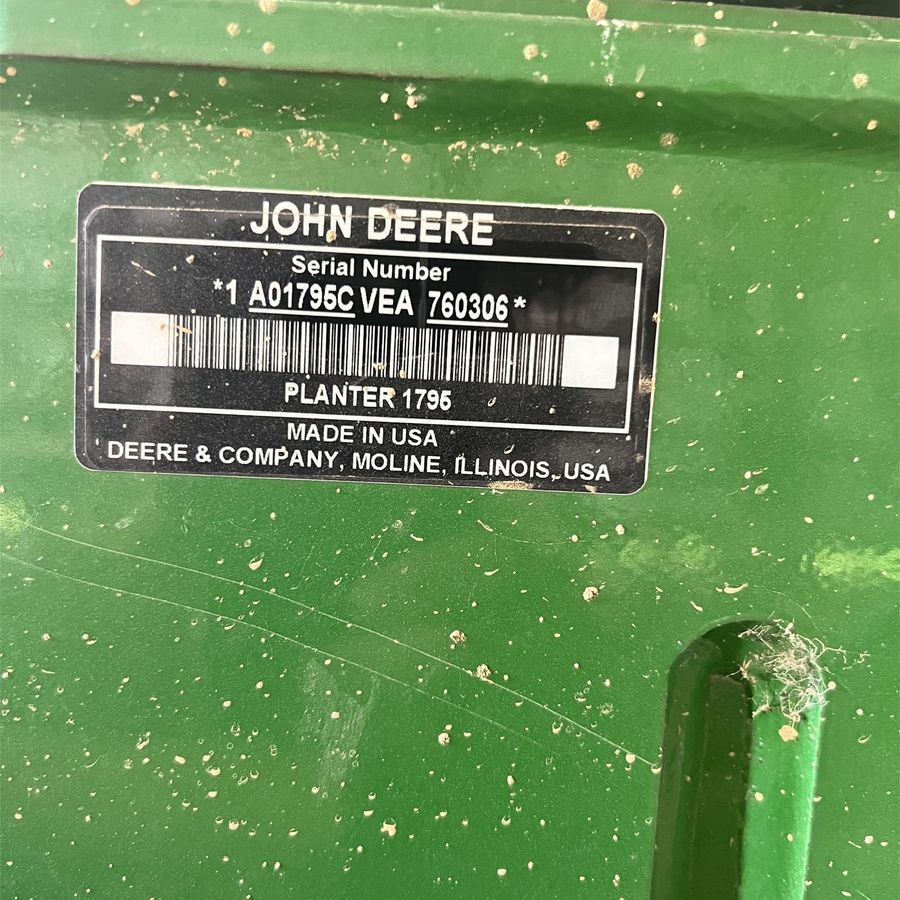 JOHN DEERE
Serial Number
*1 A01795C VEA 760306*
PLANTER 1795
MADE IN USA
DEERE & COMPANY, MOLINE, ILLINOIS, USA